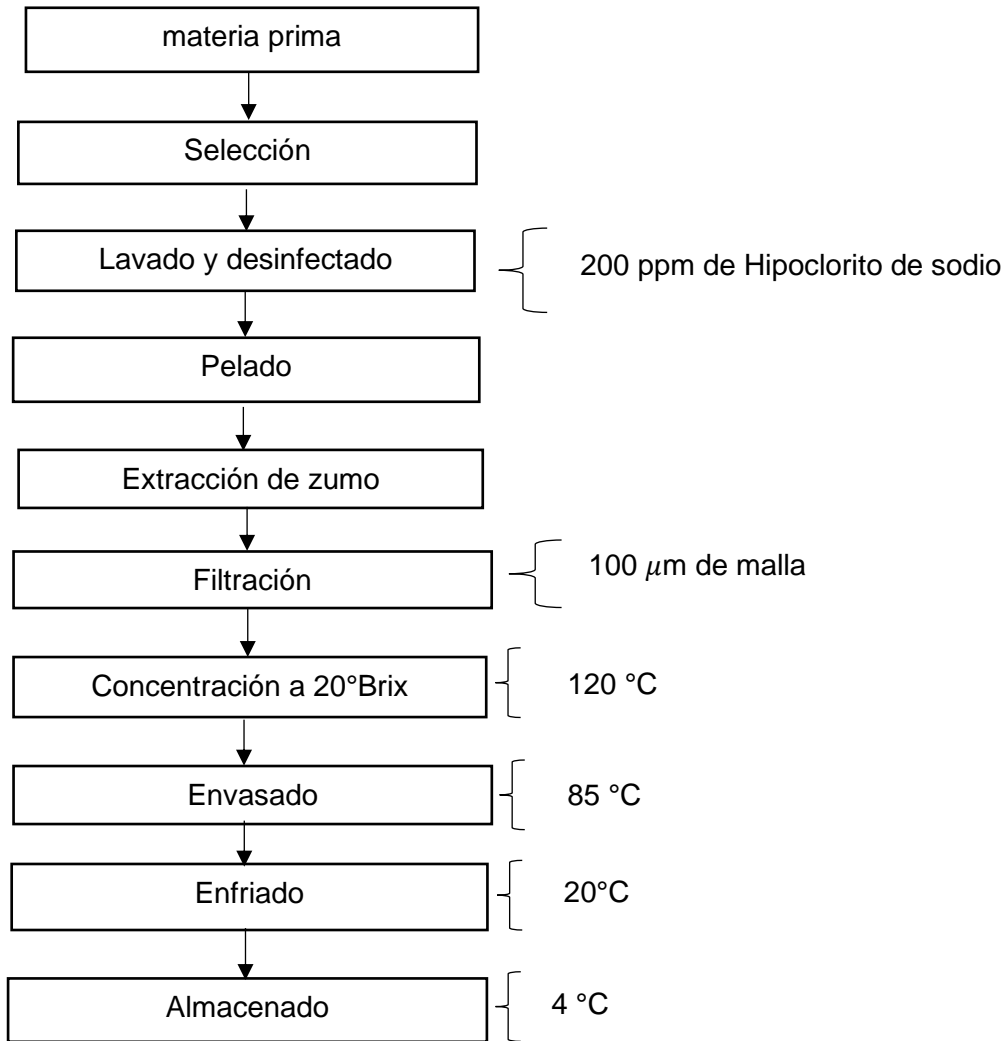 materia prima
Selección
Lavado y desinfectado
200 ppm de Hipoclorito de sodio
Pelado
Extracción de zumo
Filtración
100 𝜇m de malla
Concentración a 20°Brix
120 °C
Envasado
85 °C
Enfriado
20°C
Almacenado
4 °C